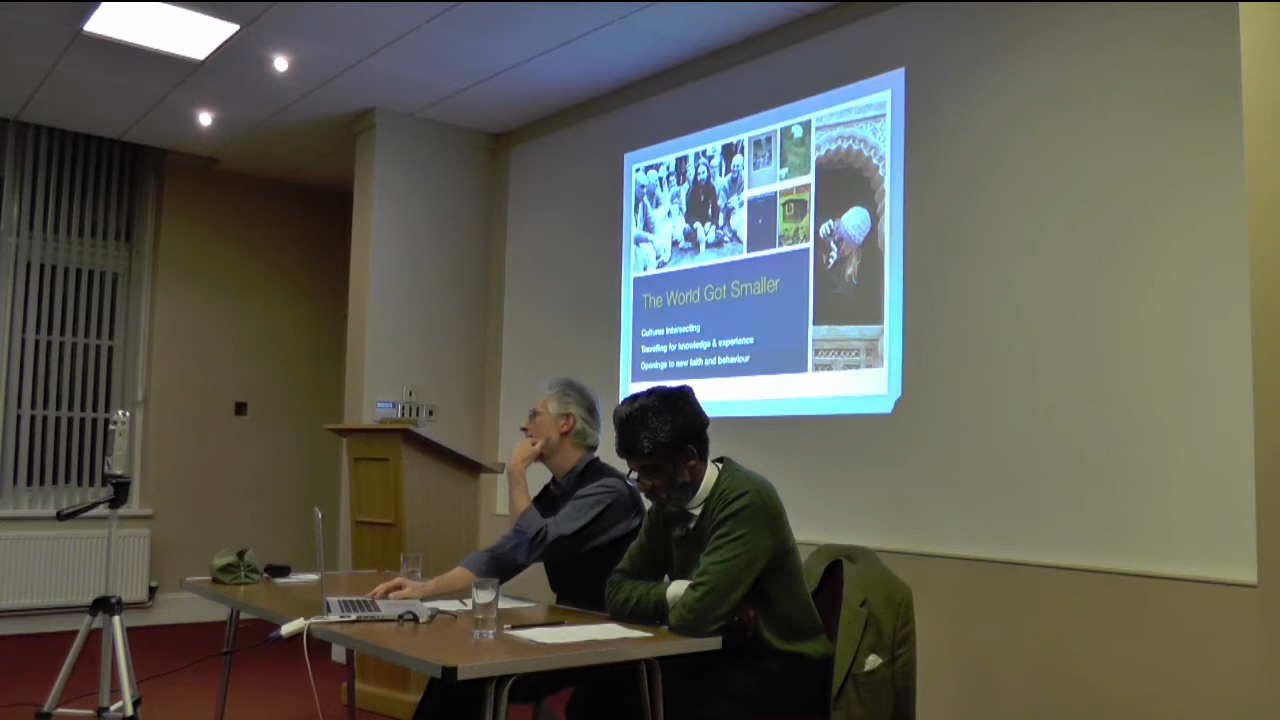 The World Got Smaller
Cultures Intersecting
Travelling for knowledge & experience
Openings to new faith and behaviour